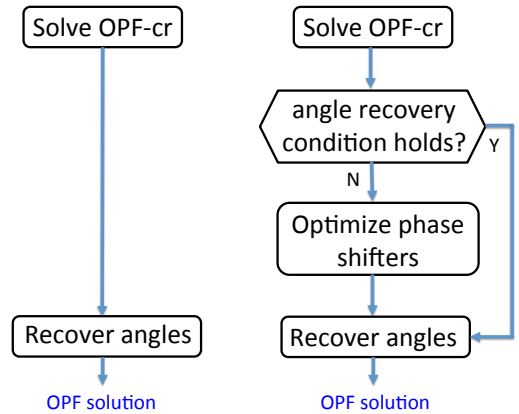 Solve OPF-cr
Recover angles
OPF solution
Solve OPF-cr
angle recovery
condition holds?
Y
N
Optimize phase
shifters
Recover angles
OPF solution